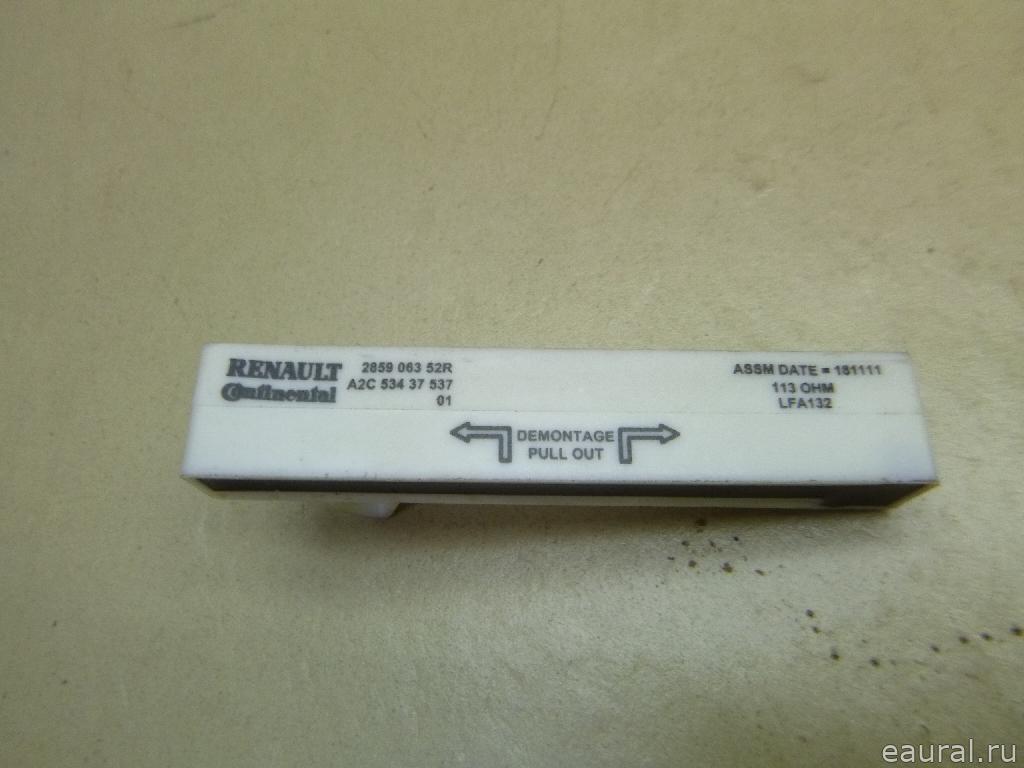 RENAULT 2859 063 52R
Continental A2C 534 37 537
01
ASSM DATE = 181111
113 OHM
LFA132
DEMONTAGE
PULL OUT
eaural.ru